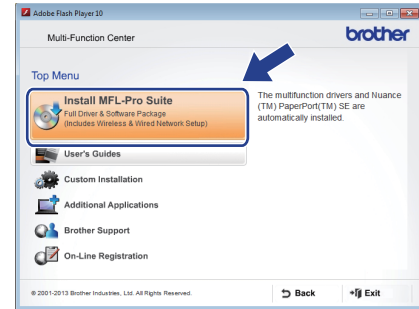 Adobe Flash Player 10
Multi-Function Center
brother
Top Menu
Install MFL-Pro Suite
Full Driver & Software Package
(Includes Wireless & Wired Network Setup)
The multifunction drivers and Nuance
(TM) PaperPort(TM) SE are
automatically installed.
User's Guides
Custom Installation
Additional Applications
Brother Support
On-Line Registration
© 2001-2013 Brother Industries, Ltd. All Rights Reserved.
Back
Exit